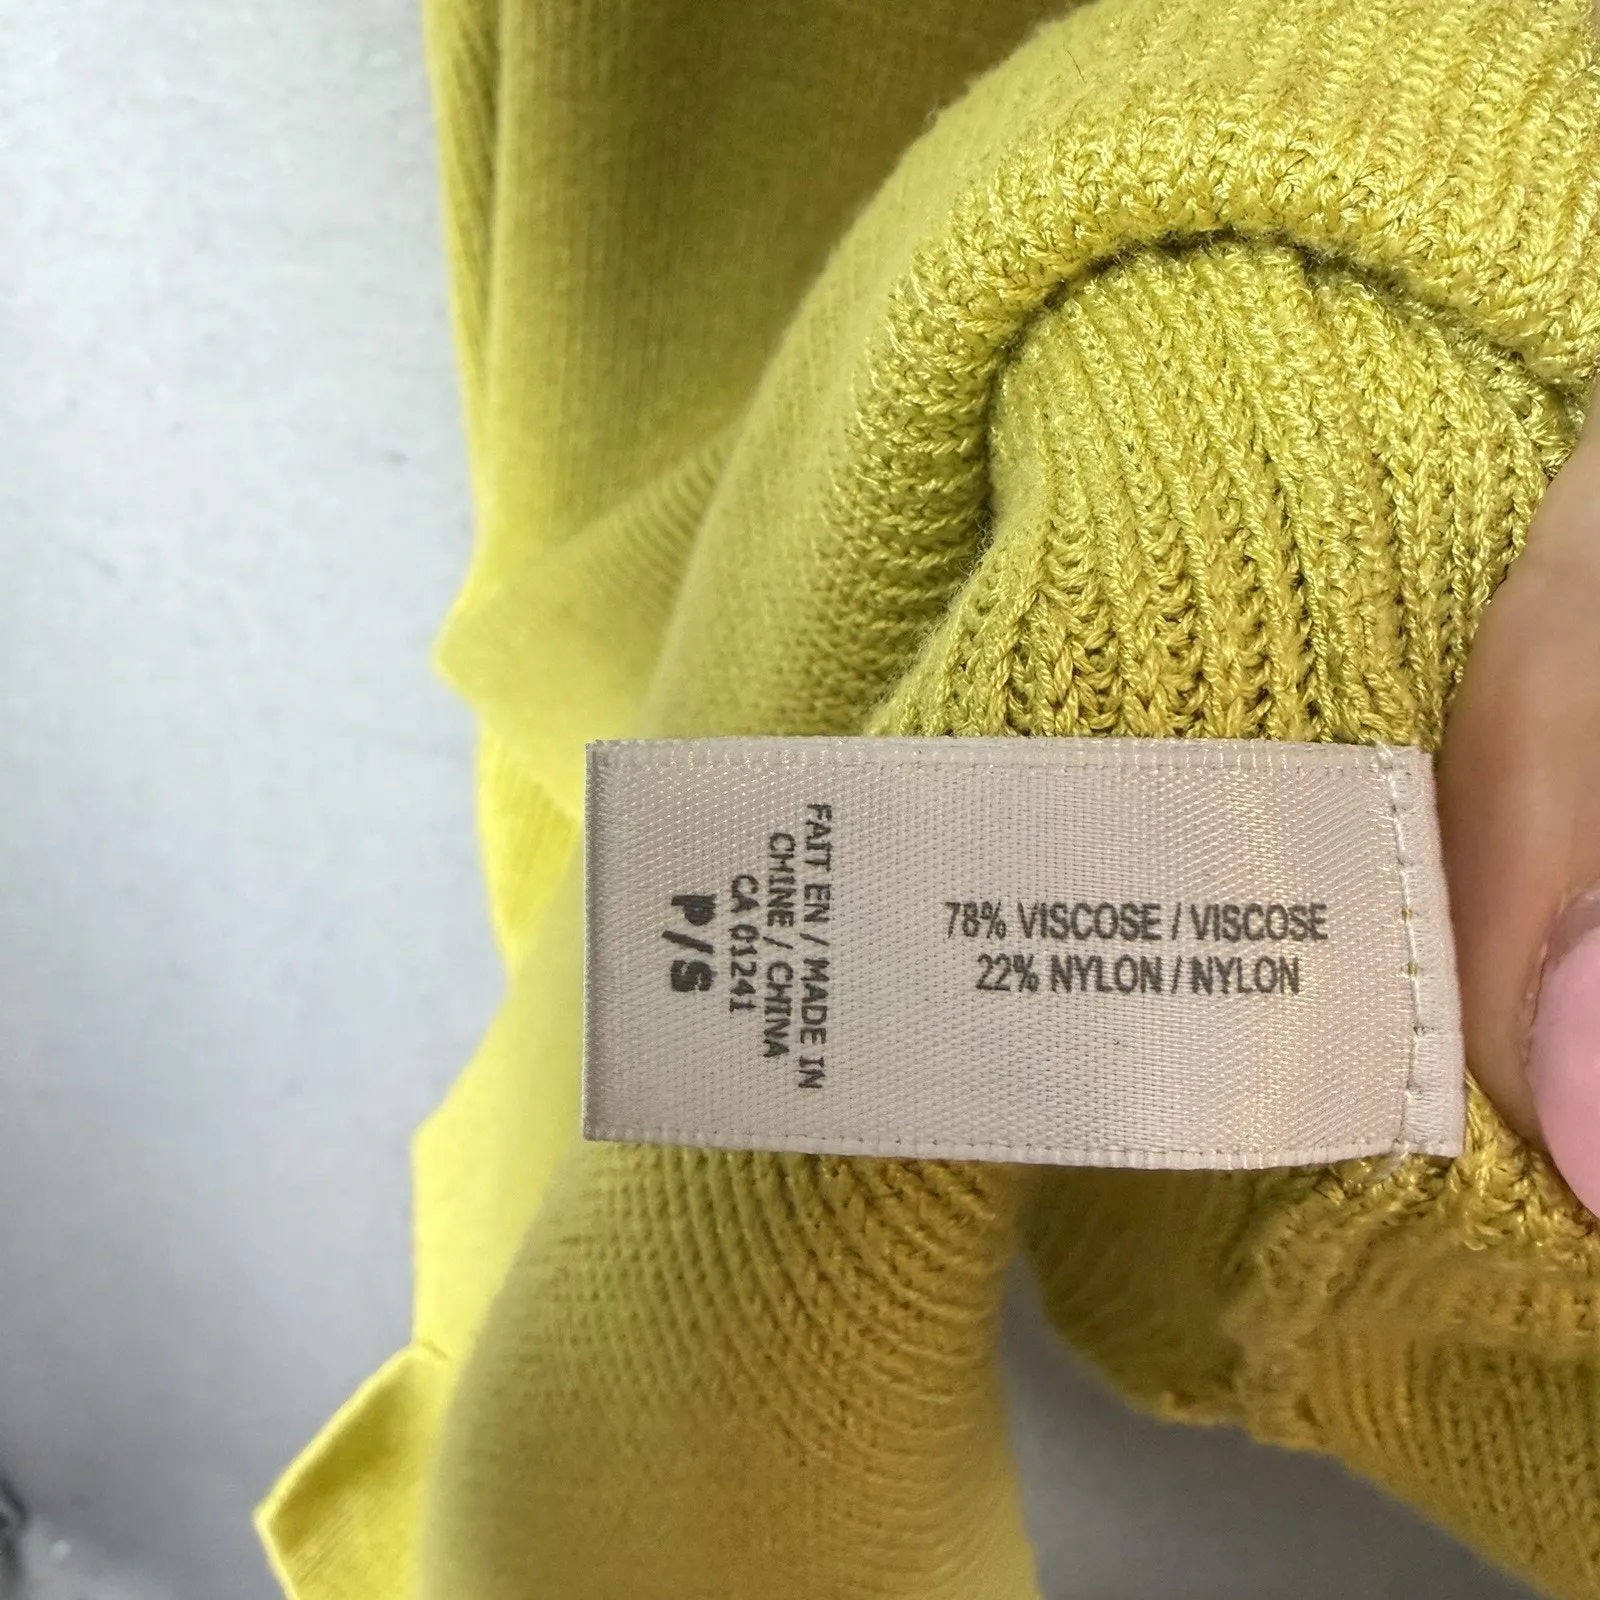 78% VISCOSE / VISCOSE
22% NYLON / NYLON
FAIT EN / MADE IN
CHINE / CHINA
CA 01241
P/S